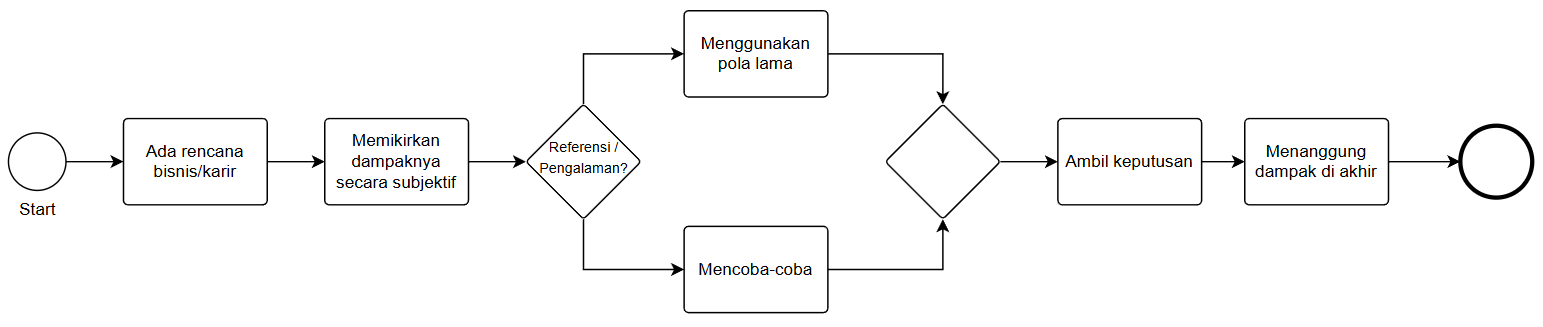 Start
Ada rencana
bisnis/karir
Memikirkan
dampaknya
secara subjektif
Referensi /
Pengalaman?
Menggunakan
pola lama
Mencoba-coba
Ambil keputusan
Menanggung
dampak di akhir